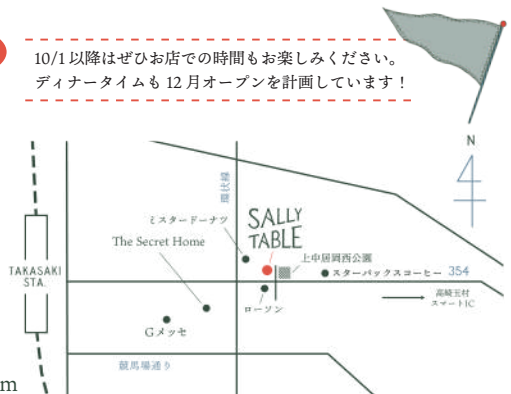 10/1以降はぜひお店での時間もお楽しみください。
ディナータイムも12月オープンを計画しています！
N
環状線
ミスタードーナツ
SALLY
TABLE
The Secret Home
上中居岡西公園
TAKASAKI
STA.
スターバックスコーヒー 354
ローソン
高崎玉村
スマートIC
Gメッセ
競馬場通り
m